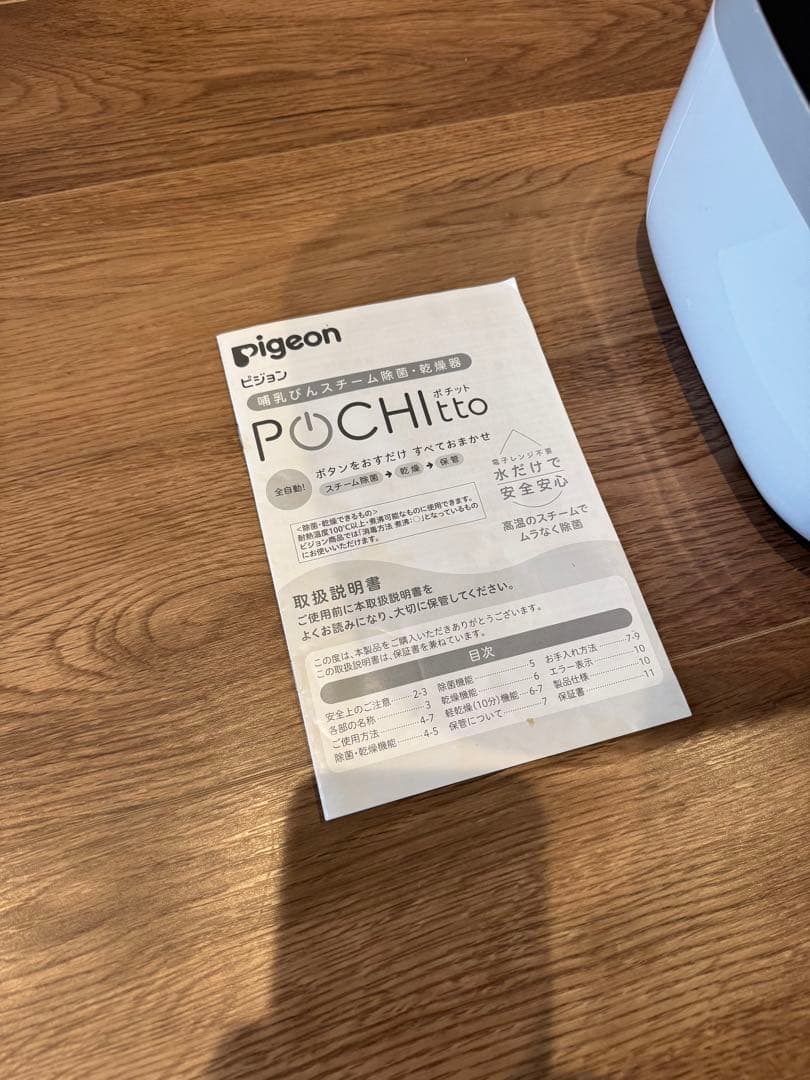 Pigeon
ピジョン
哺乳びんスチーム除菌・乾燥器
POCHItto
ポチット
全自動!
ボタンをおすだけ すべておまかせ
スチーム除菌→乾燥→保管
電子レンジ不要
水だけで
安全安心
高温のスチームで
ムラなく除菌
<除菌・乾燥できるもの>
耐熱温度100℃以上・煮沸可能なものに使用できます。
ピジョン商品では「消毒方法 煮沸:○」となっているもの
にお使いいただけます。
取扱説明書
ご使用前に本取扱説明書を
よくお読みになり、大切に保管してください。
この度は、本製品をご購入いただきありがとうございます。
この取扱説明書は、保証書を兼ねています。
目次
安全上のご注意……2-3
各部の名称……3
ご使用方法……4-7
除菌・乾燥機能……4-5
除菌機能……5
乾燥機能……6
軽乾燥(10分)機能…6-7
保管について……7
お手入れ方法……7-9
エラー表示……10
製品仕様……10
保証書……11